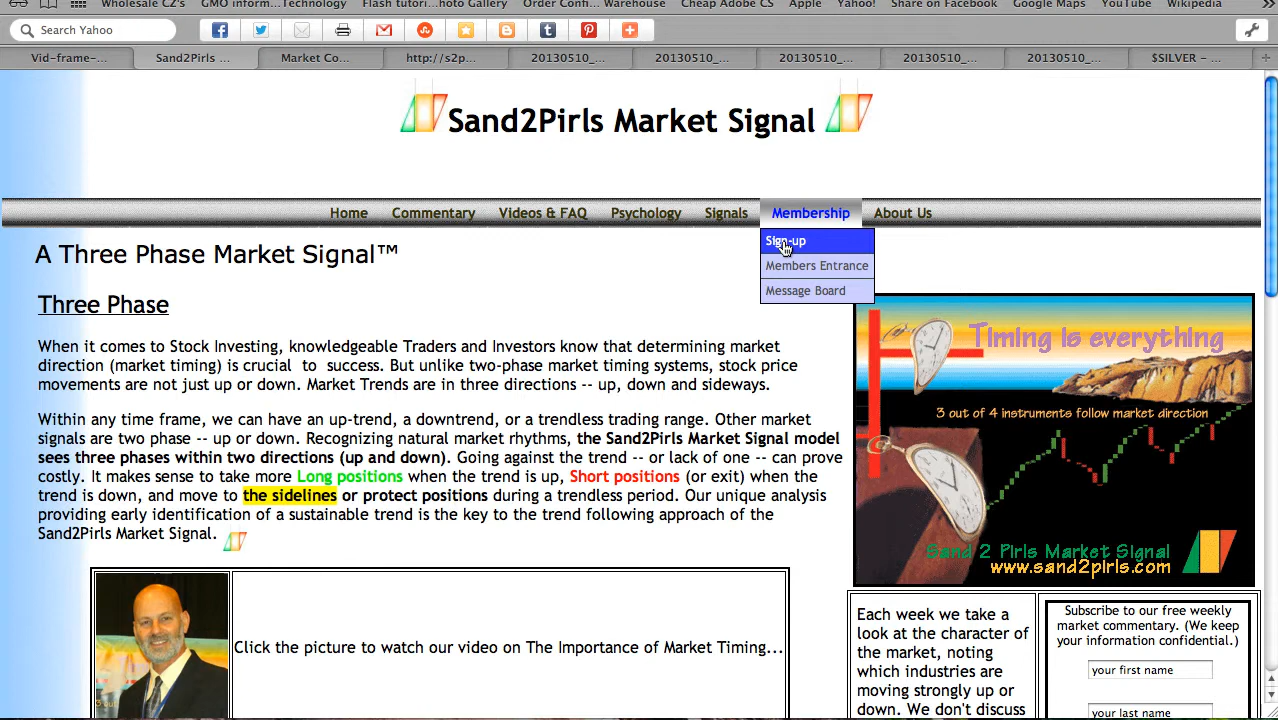 Wholesale CZ's GMO inform...Technology Flash tutori...hoto Gallery Order Conf... Warehouse Cheap Adobe CS Apple Yahoo! Share on Facebook Google Maps YouTube Wikipedia
Search Yahoo
Vid-frame-... Sand2Pirls ... Market Co... http://s2p... 20130510_... 20130510_... 20130510_... 20130510_... 20130510_... $SILVER - ...
Sand2Pirls Market Signal
Home Commentary Videos & FAQ Psychology Signals Membership About Us
Sign-up
Members Entrance
Message Board
A Three Phase Market Signal™
Three Phase
When it comes to Stock Investing, knowledgeable Traders and Investors know that determining market
direction (market timing) is crucial to success. But unlike two-phase market timing systems, stock price
movements are not just up or down. Market Trends are in three directions -- up, down and sideways.
Within any time frame, we can have an up-trend, a downtrend, or a trendless trading range. Other market
signals are two phase -- up or down. Recognizing natural market rhythms, the Sand2Pirls Market Signal model
sees three phases within two directions (up and down). Going against the trend -- or lack of one -- can prove
costly. It makes sense to take more Long positions when the trend is up, Short positions (or exit) when the
trend is down, and move to the sidelines or protect positions during a trendless period. Our unique analysis
providing early identification of a sustainable trend is the key to the trend following approach of the
Sand2Pirls Market Signal.
Timing is everything
3 out of 4 instruments follow market direction
Sand 2 Pirls Market Signal
www.sand2pirls.com
Click the picture to watch our video on The Importance of Market Timing...
Each week we take a
look at the character of
the market, noting
which industries are
moving strongly up or
down. We don't discuss
Subscribe to our free weekly
market commentary. (We keep
your information confidential.)
your first name
your last name